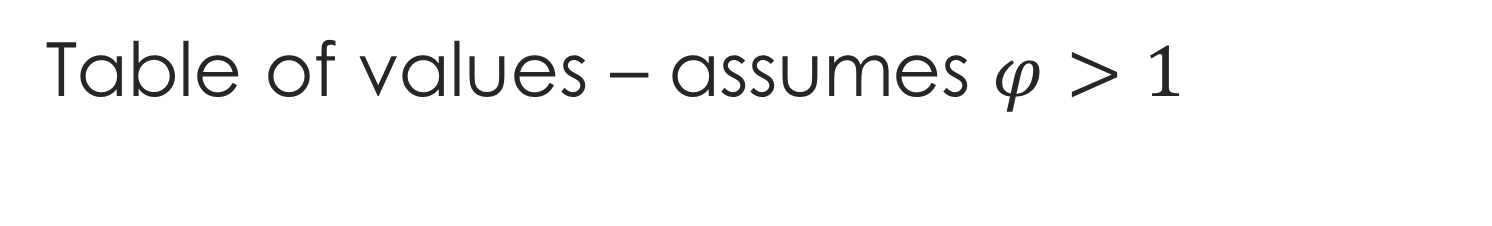 Table of values – assumes 𝜑 > 1